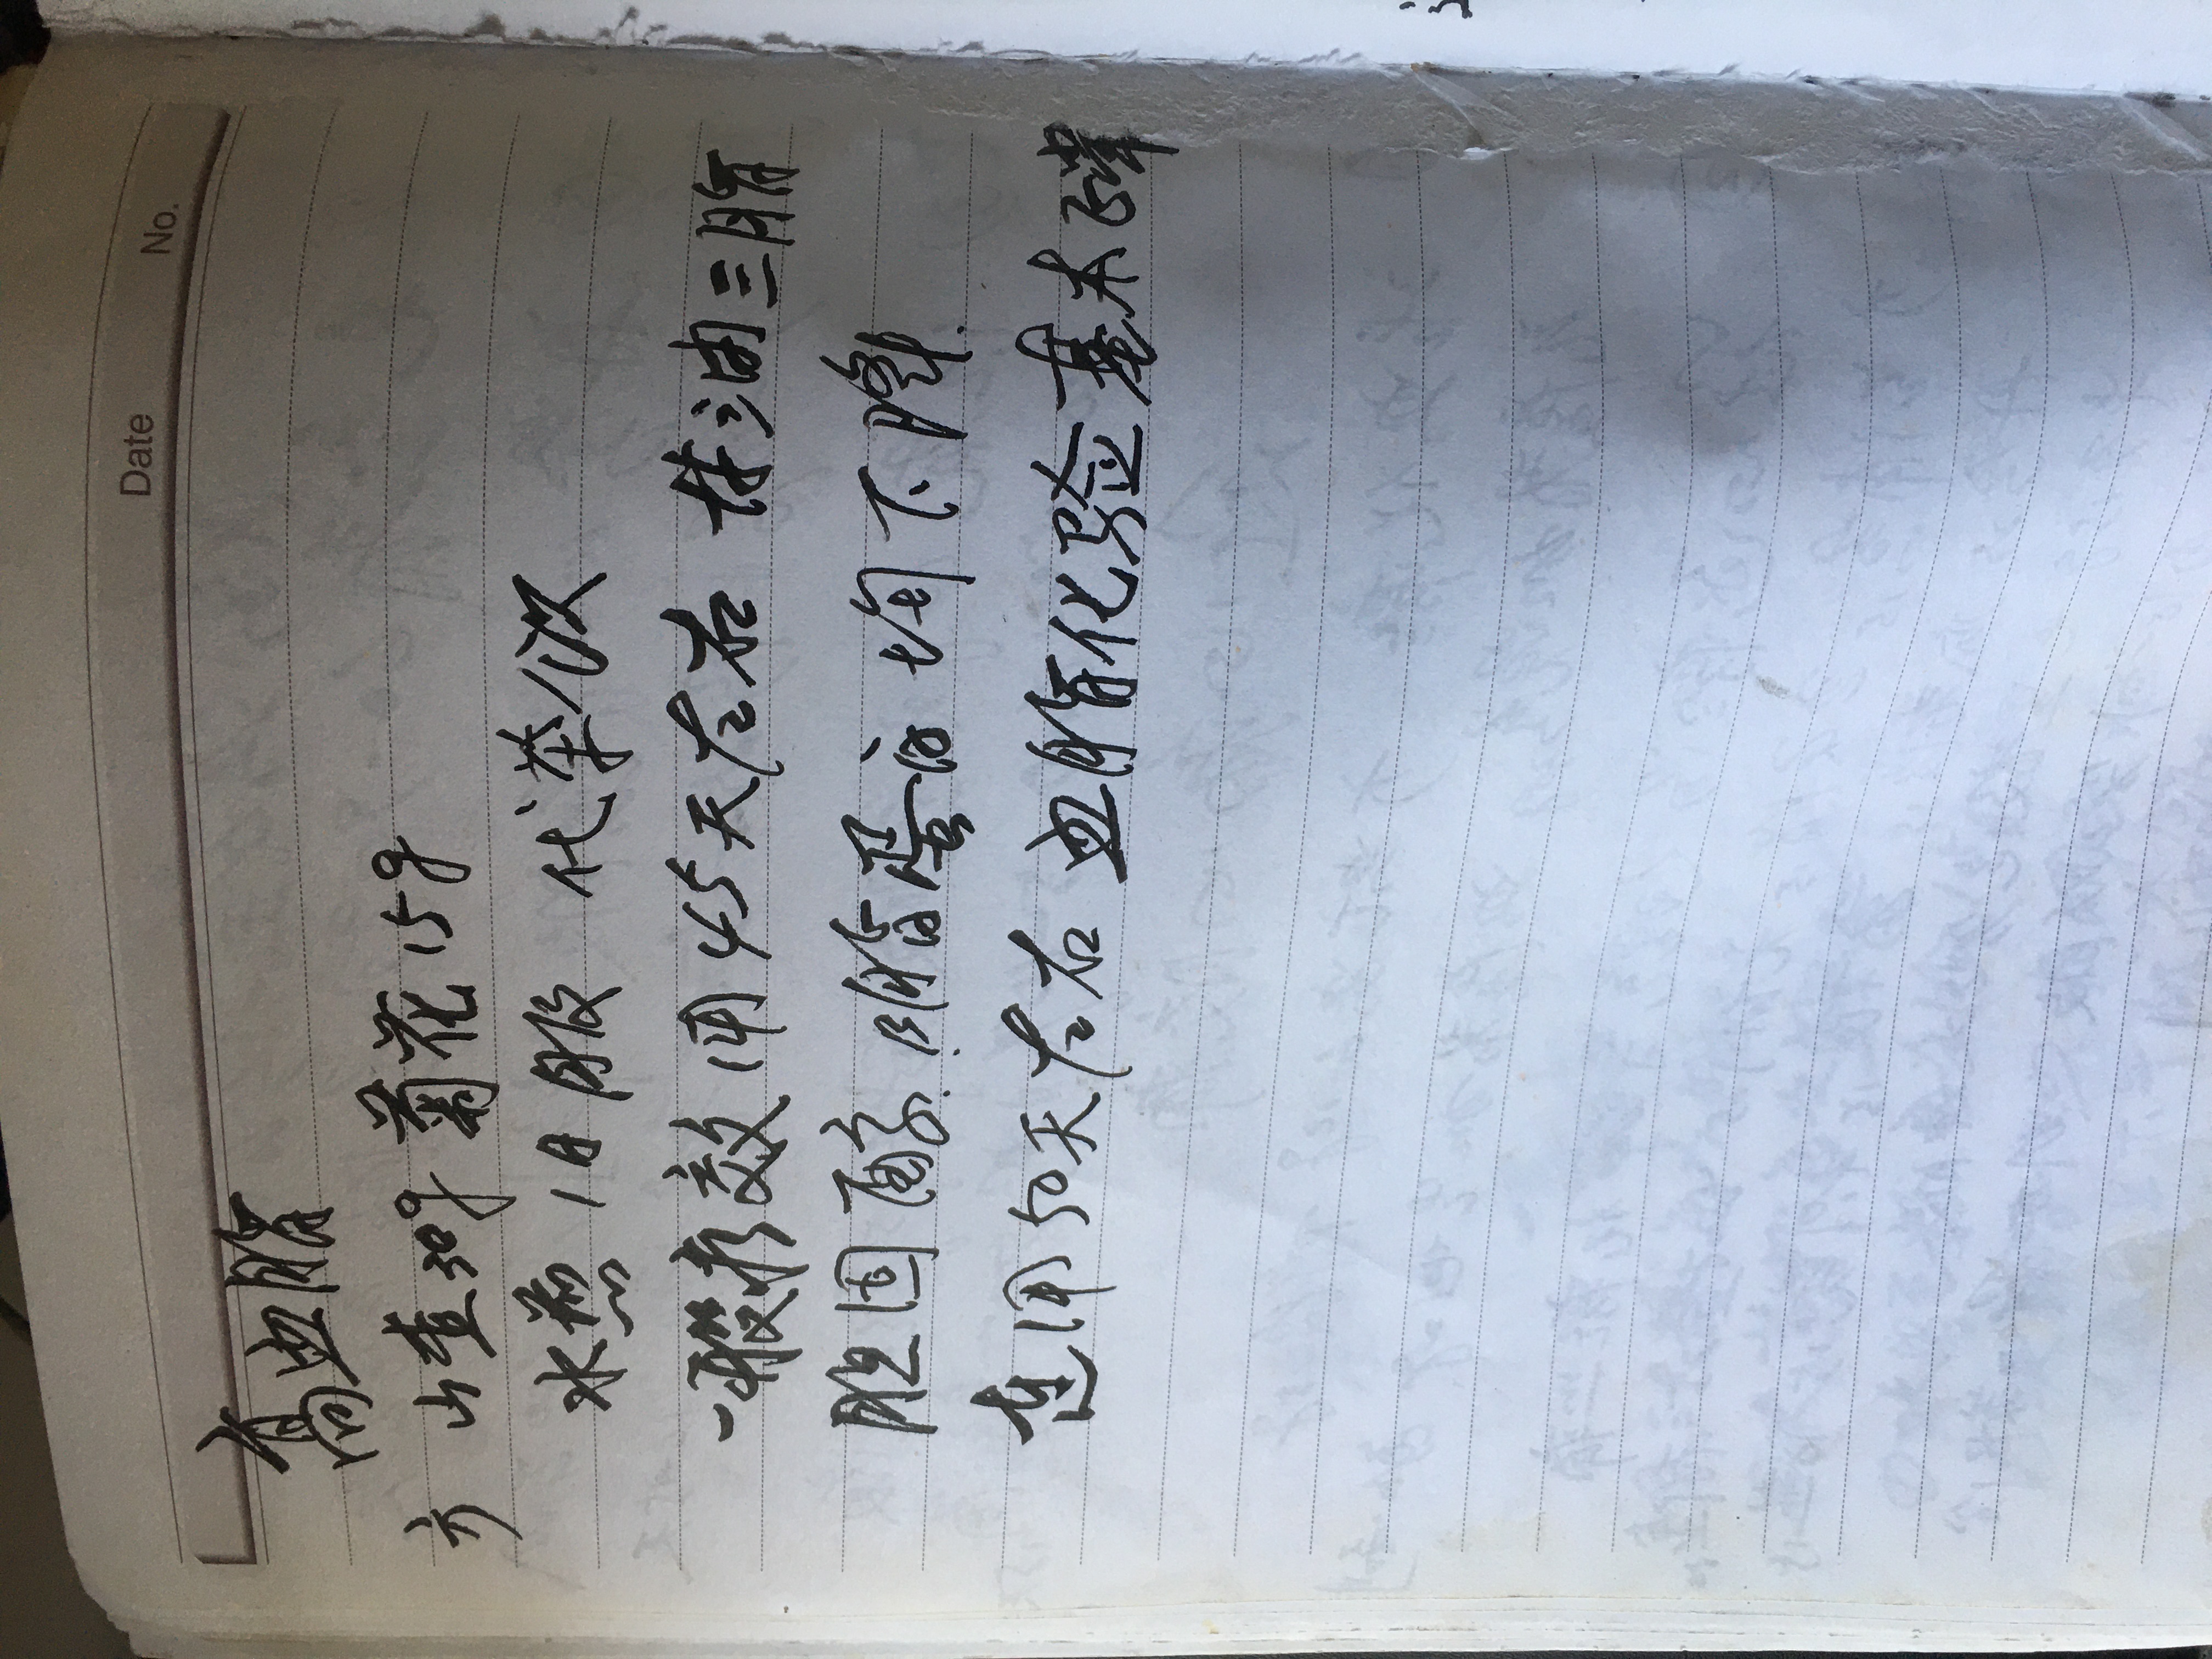 Date No.
高血脂
方 山查30g 菊花15g
水煎 1日服 代茶饮
一般疗效 用45天左右 甘油三脂
胆固醇. B脂蛋白 均下降.
连用50天左右 血脂化验基本正常